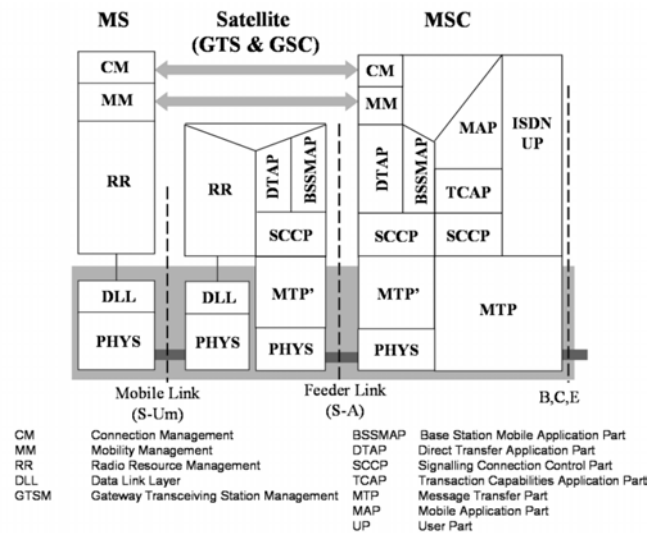 MS
Satellite
(GTS & GSC)
MSC
CM
MM
RR
DLL
PHYS
RR
DTAP
BSSMAP
SCCP
DLL
MTP'
PHYS
PHYS
CM
MM
DTAP
BSSMAP
MAP
ISDN
UP
TCAP
SCCP
SCCP
MTP'
MTP
PHYS
Mobile Link
(S-Um)
Feeder Link
(S-A)
B,C,E
CM Connection Management
MM Mobility Management
RR Radio Resource Management
DLL Data Link Layer
GTSM Gateway Transceiving Station Management
BSSMAP Base Station Mobile Application Part
DTAP Direct Transfer Application Part
SCCP Signalling Connection Control Part
TCAP Transaction Capabilities Application Part
MTP Message Transfer Part
MAP Mobile Application Part
UP User Part